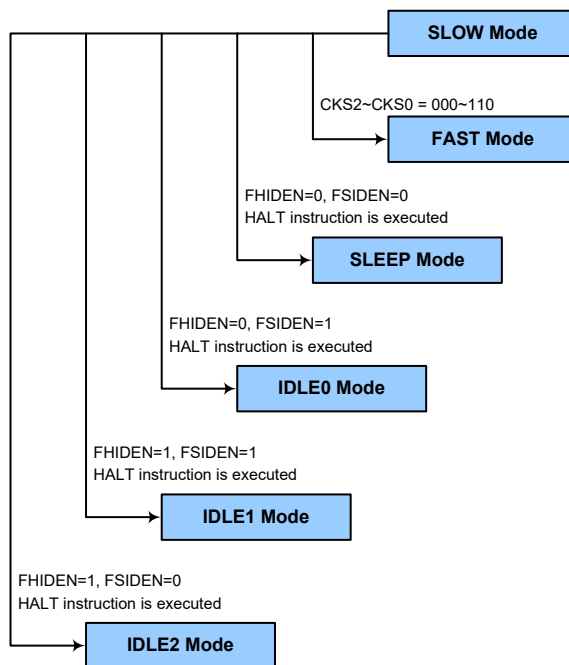 SLOW Mode
CKS2~CKS0 = 000~110
FAST Mode
FHIDEN=0, FSIDEN=0
HALT instruction is executed
SLEEP Mode
FHIDEN=0, FSIDEN=1
HALT instruction is executed
IDLE0 Mode
FHIDEN=1, FSIDEN=1
HALT instruction is executed
IDLE1 Mode
FHIDEN=1, FSIDEN=0
HALT instruction is executed
IDLE2 Mode